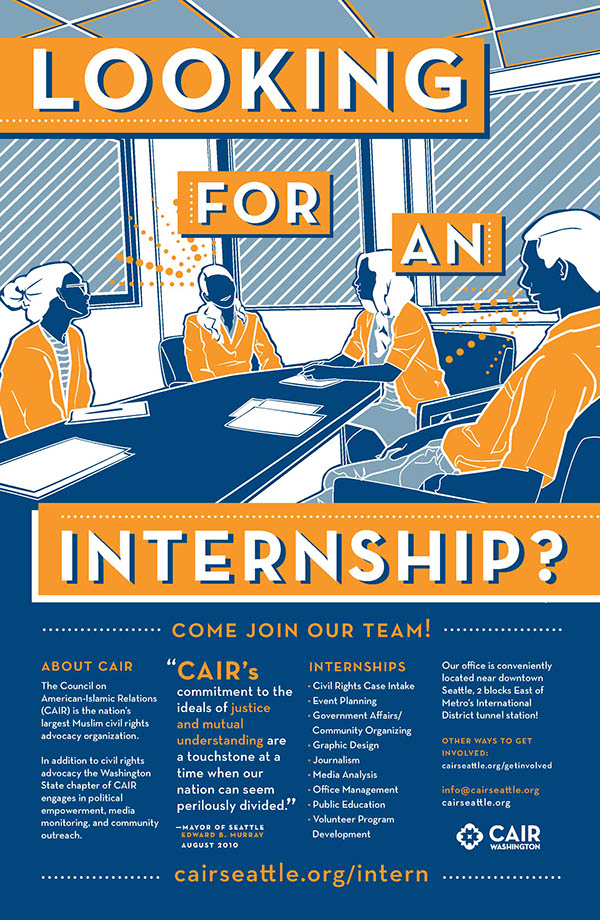 LOOKING
FOR
AN
INTERNSHIP?
COME JOIN OUR TEAM!
ABOUT CAIR
The Council on
American-Islamic Relations
(CAIR) is the nation's
largest Muslim civil rights
advocacy organization.
In addition to civil rights
advocacy the Washington
State chapter of CAIR
engages in political
empowerment, media
monitoring, and community
outreach.
“CAIR's
commitment to the
ideals of justice
and mutual
understanding are
a touchstone at a
time when our
nation can seem
perilously divided.”
—MAYOR OF SEATTLE
EDWARD B. MURRAY
AUGUST 2010
INTERNSHIPS
• Civil Rights Case Intake
• Event Planning
• Government Affairs/
Community Organizing
• Graphic Design
• Journalism
• Media Analysis
• Office Management
• Public Education
• Volunteer Program
Development
Our office is conveniently
located near downtown
Seattle, 2 blocks East of
Metro's International
District tunnel station!
OTHER WAYS TO GET
INVOLVED:
cairseattle.org/getinvolved
info@cairseattle.org
cairseattle.org
CAIR
WASHINGTON
cairseattle.org/intern